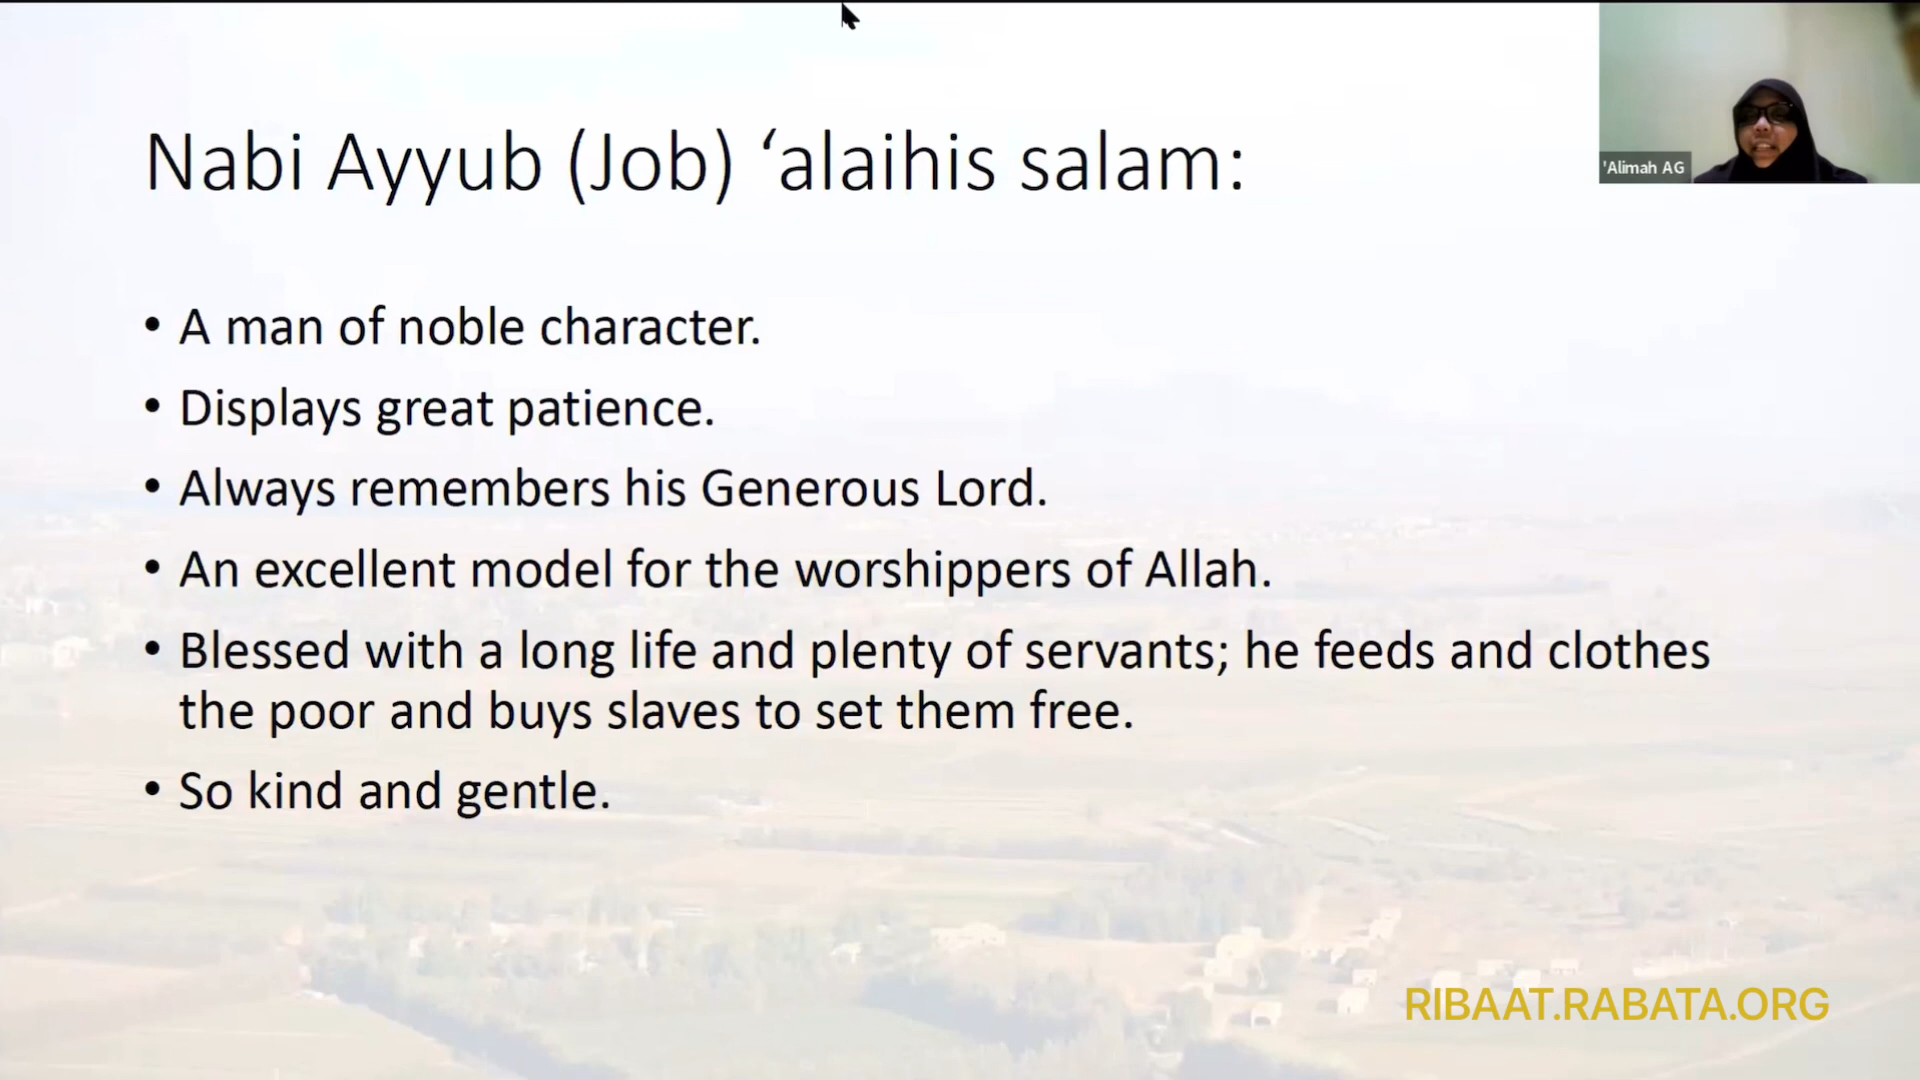 Nabi Ayyub (Job) ‘alaihis salam:
'Alimah AG
• A man of noble character.
• Displays great patience.
• Always remembers his Generous Lord.
• An excellent model for the worshippers of Allah.
• Blessed with a long life and plenty of servants; he feeds and clothes
the poor and buys slaves to set them free.
• So kind and gentle.
RIBAAT.RABATA.ORG